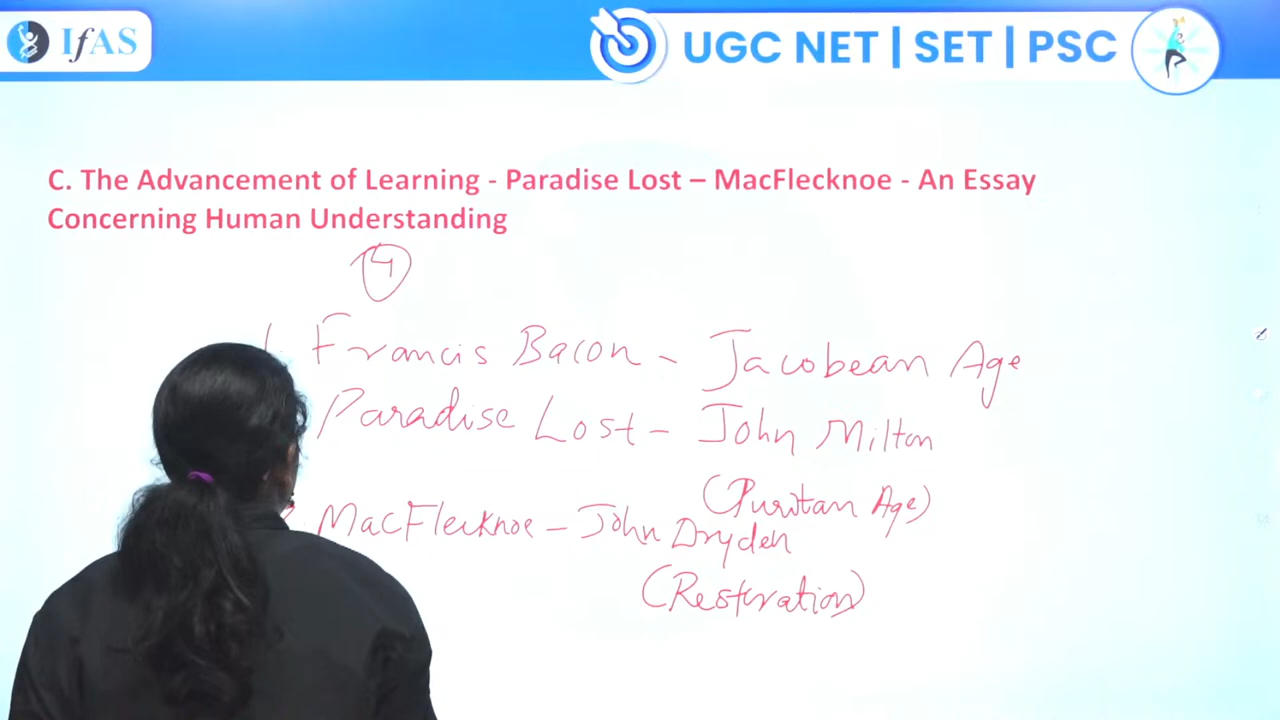 IfAS
UGC NET | SET | PSC
C. The Advancement of Learning - Paradise Lost – MacFlecknoe - An Essay
Concerning Human Understanding
4
1. Francis Bacon - Jacobean Age
Paradise Lost - John Milton
(Puritan Age)
MacFlecknoe - John Dryden
(Restoration)